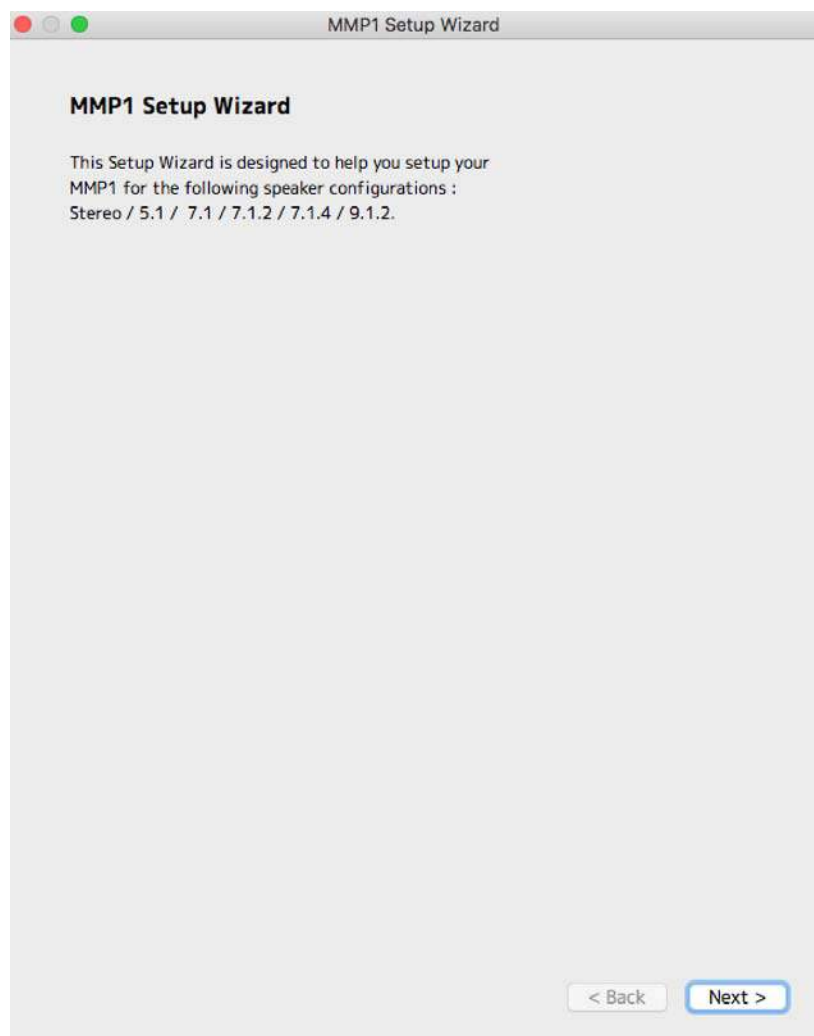 MMP1 Setup Wizard
MMP1 Setup Wizard
This Setup Wizard is designed to help you setup your
MMP1 for the following speaker configurations :
Stereo / 5.1 /  7.1 / 7.1.2 / 7.1.4 / 9.1.2.
< Back
Next >